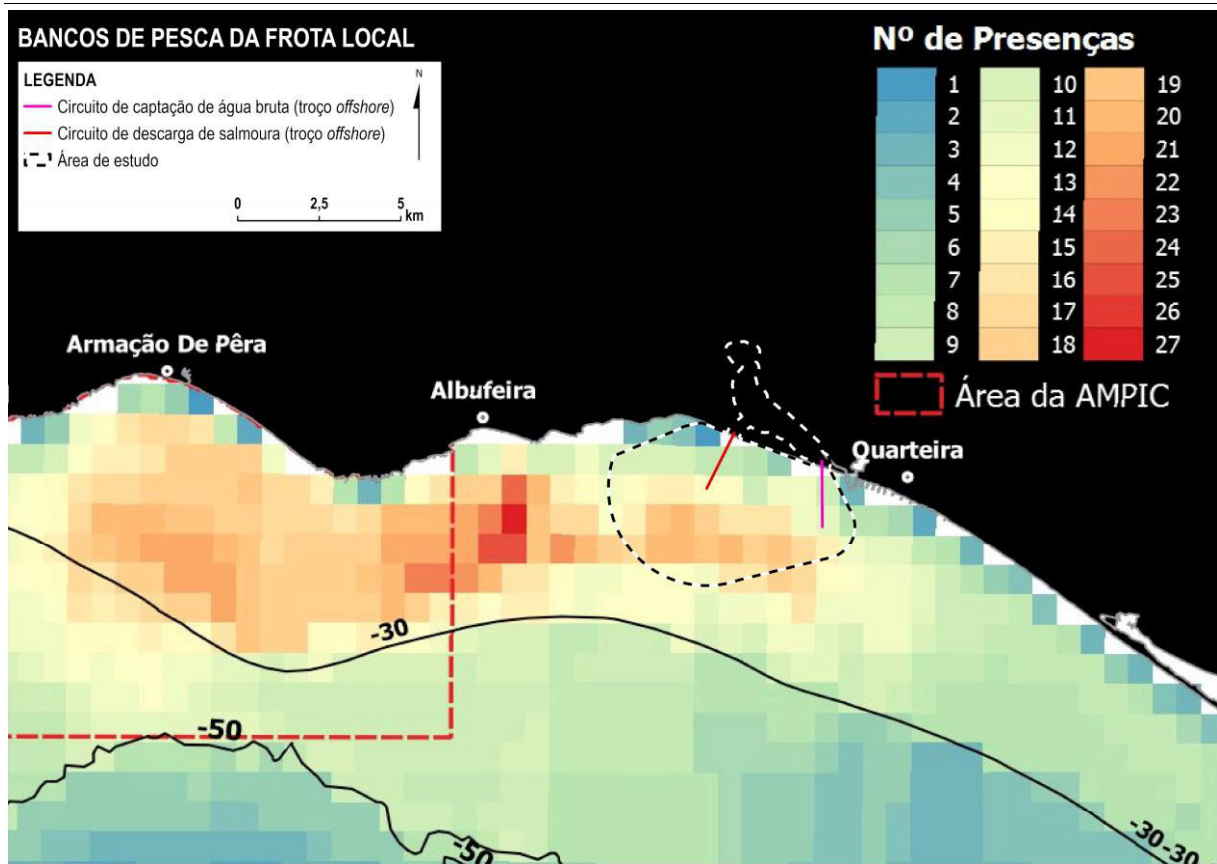 BANCOS DE PESCA DA FROTA LOCAL
LEGENDA
N
Circuito de captação de água bruta (troço offshore)
Circuito de descarga de salmoura (troço offshore)
Área de estudo
0 2,5 5
km
Nº de Presenças
1 10 19
2 11 20
3 12 21
4 13 22
5 14 23
6 15 24
7 16 25
8 17 26
9 18 27
Área da AMPIC
Armação De Pêra
Albufeira
Quarteira
-30
-50
-50
-30
-30